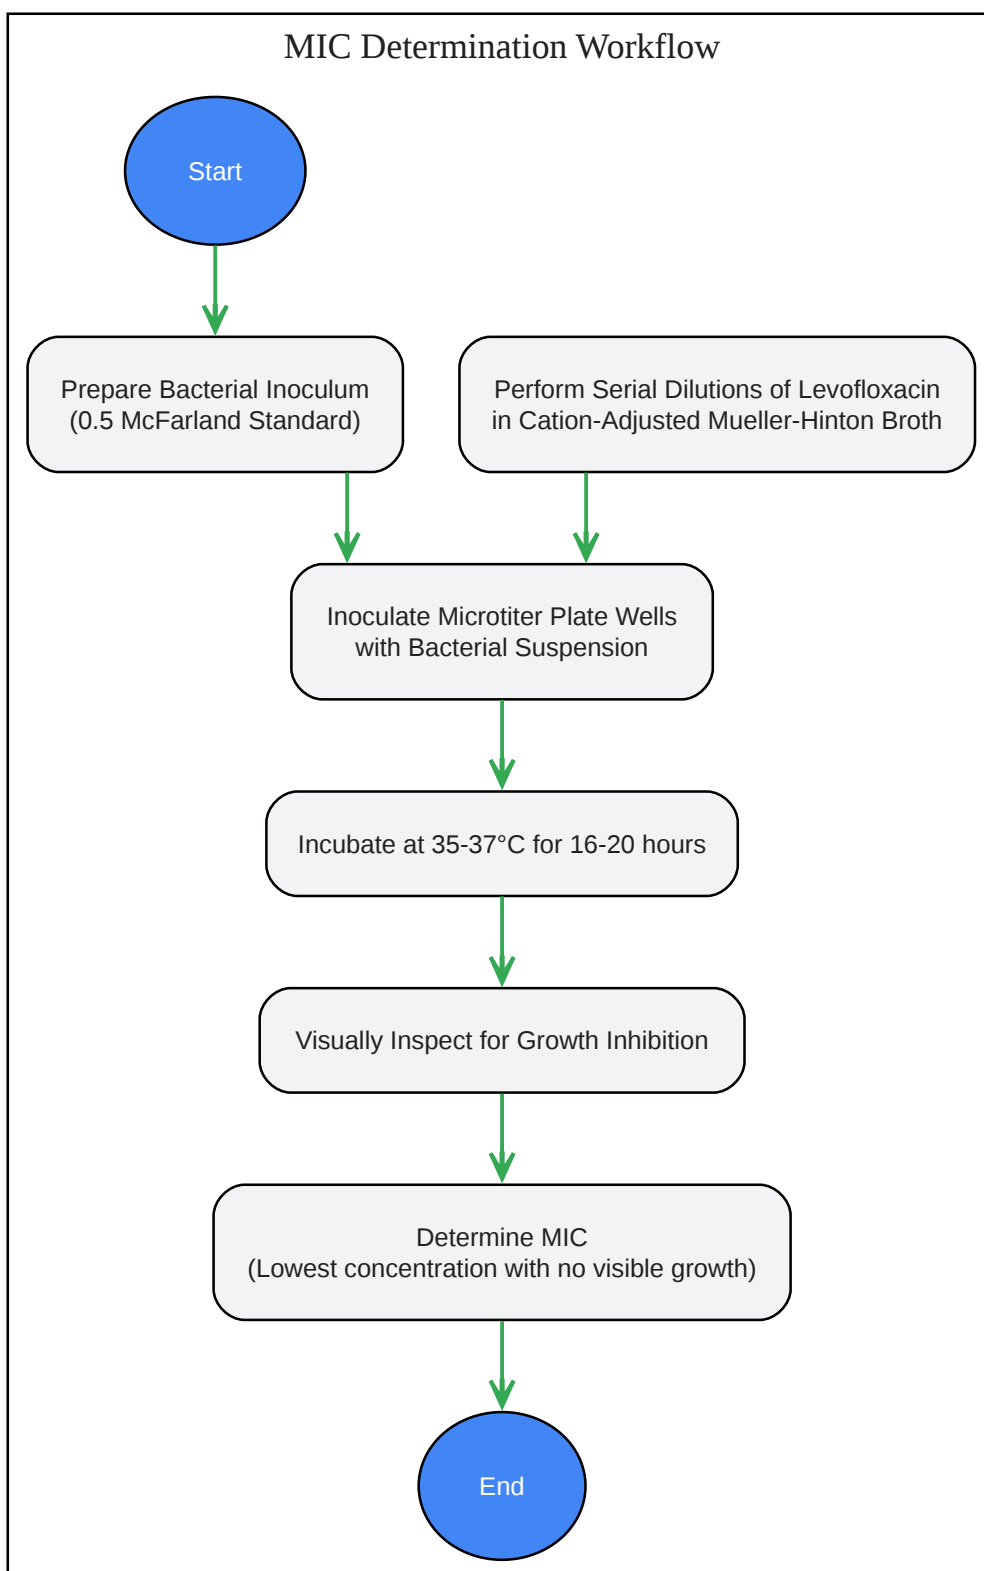 MIC Determination Workflow
Start
Prepare Bacterial Inoculum
(0.5 McFarland Standard)
Perform Serial Dilutions of Levofloxacin
in Cation-Adjusted Mueller-Hinton Broth
Inoculate Microtiter Plate Wells
with Bacterial Suspension
Incubate at 35-37°C for 16-20 hours
Visually Inspect for Growth Inhibition
Determine MIC
(Lowest concentration with no visible growth)
End